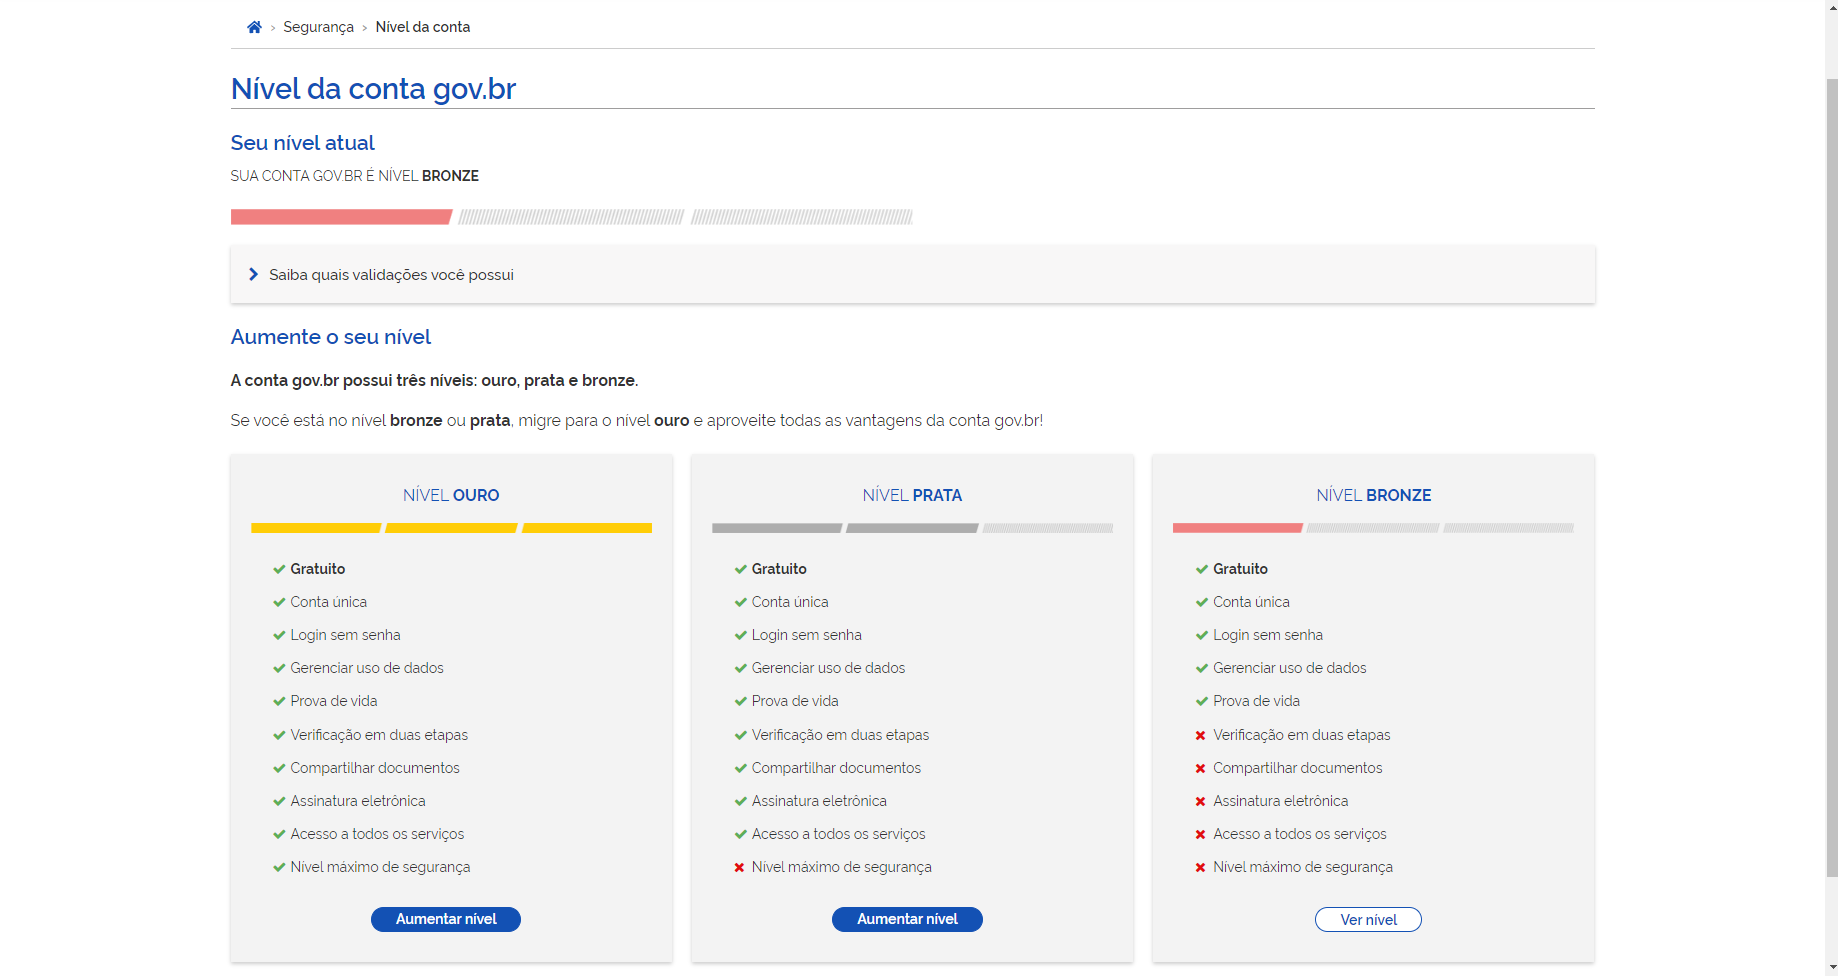 Segurança › Nível da conta
Nível da conta gov.br
Seu nível atual
SUA CONTA GOV.BR É NÍVEL BRONZE
Saiba quais validações você possui
Aumente o seu nível
A conta gov.br possui três níveis: ouro, prata e bronze.
Se você está no nível bronze ou prata, migre para o nível ouro e aproveite todas as vantagens da conta gov.br!
NÍVEL OURO
Gratuito
Conta única
Login sem senha
Gerenciar uso de dados
Prova de vida
Verificação em duas etapas
Compartilhar documentos
Assinatura eletrônica
Acesso a todos os serviços
Nível máximo de segurança
Aumentar nível
NÍVEL PRATA
Gratuito
Conta única
Login sem senha
Gerenciar uso de dados
Prova de vida
Verificação em duas etapas
Compartilhar documentos
Assinatura eletrônica
Acesso a todos os serviços
Nível máximo de segurança
Aumentar nível
NÍVEL BRONZE
Gratuito
Conta única
Login sem senha
Gerenciar uso de dados
Prova de vida
Verificação em duas etapas
Compartilhar documentos
Assinatura eletrônica
Acesso a todos os serviços
Nível máximo de segurança
Ver nível